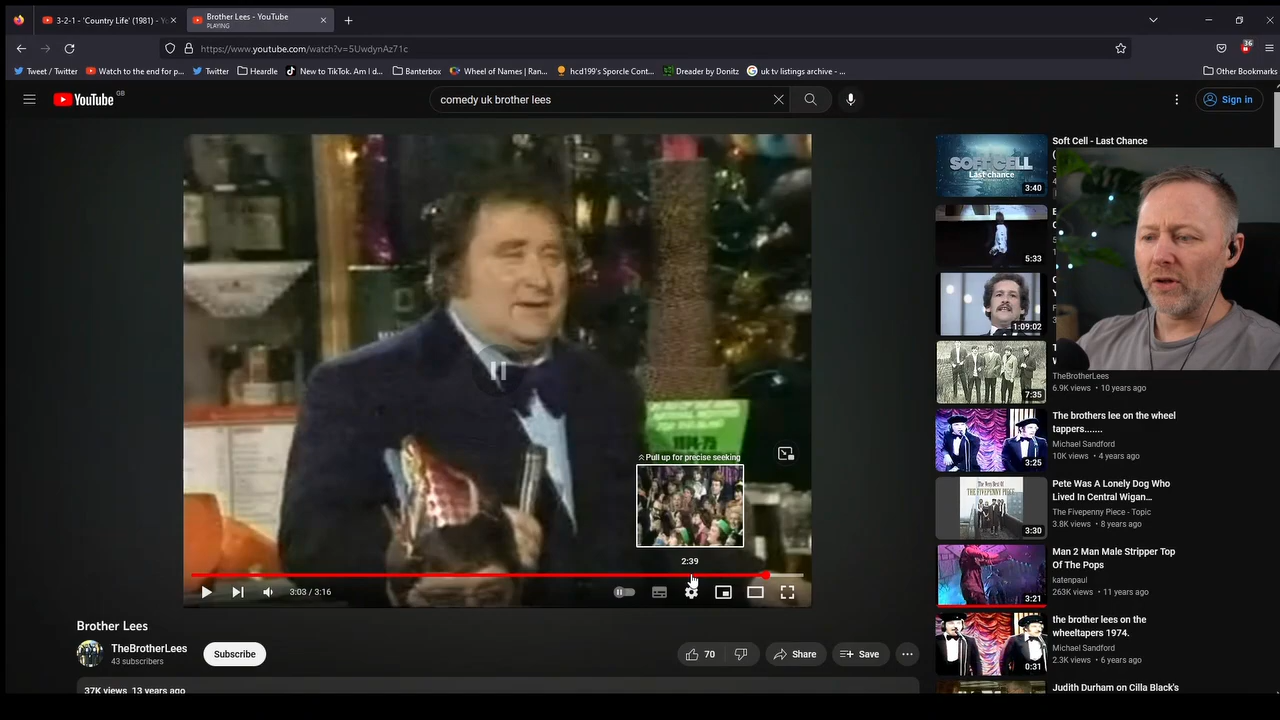 3-2-1 - 'Country Life' (1981) - Y
Brother Lees - YouTube
PLAYING
https://www.youtube.com/watch?v=5UwdynAz71c
36
Tweet / Twitter
Watch to the end for p...
Twitter
Heardle
New to TikTok. Am I d...
Banterbox
Wheel of Names | Ran...
hcd199's Sporcle Cont...
Dreader by Donitz
uk tv listings archive - ...
Other Bookmarks
YouTube
GB
comedy uk brother lees
Sign in
Soft Cell - Last Chance
SOFT CELL
Last chance
3:40
5:33
1:09:02
TheBrotherLees
6.9K views • 10 years ago
7:35
The brothers lee on the wheel
tappers.......
Michael Sandford
10K views • 4 years ago
3:25
1974-75
Pull up for precise seeking
2:39
3:03 / 3:16
Pete Was A Lonely Dog Who
Lived In Central Wigan...
The Fivepenny Piece - Topic
3.8K views • 8 years ago
THE FIVEPENNY PIECE
3:30
Man 2 Man Male Stripper Top
Of The Pops
katenpaul
263K views • 11 years ago
3:21
the brother lees on the
wheeltapers 1974.
Michael Sandford
2.3K views • 6 years ago
0:31
Judith Durham on Cilla Black's
Brother Lees
TheBrotherLees
43 subscribers
Subscribe
70
Share
Save
37K views 13 years ago